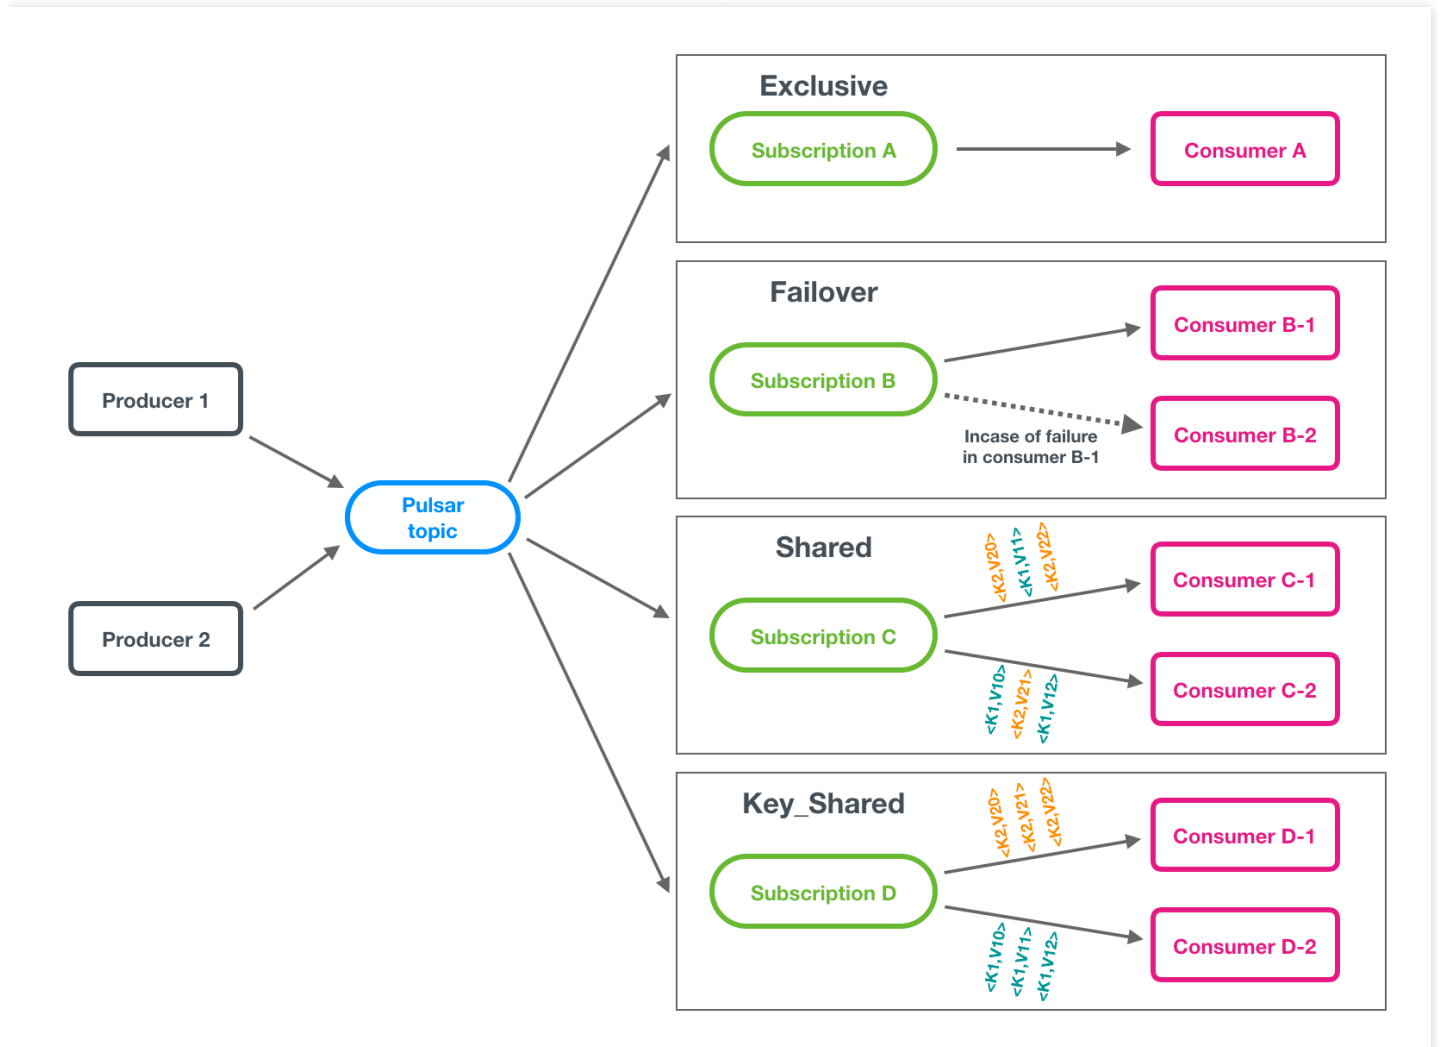 Exclusive
Subscription A
Consumer A
Failover
Subscription B
Consumer B-1
Consumer B-2
Incase of failure
in consumer B-1
Producer 1
Producer 2
Pulsar
topic
Shared
Subscription C
<K2,V20>
<K1,V11>
<K2,V22>
Consumer C-1
<K1,V10>
<K2,V21>
<K1,V12>
Consumer C-2
Key_Shared
Subscription D
<K2,V20>
<K2,V21>
<K2,V22>
Consumer D-1
<K1,V10>
<K1,V11>
<K1,V12>
Consumer D-2